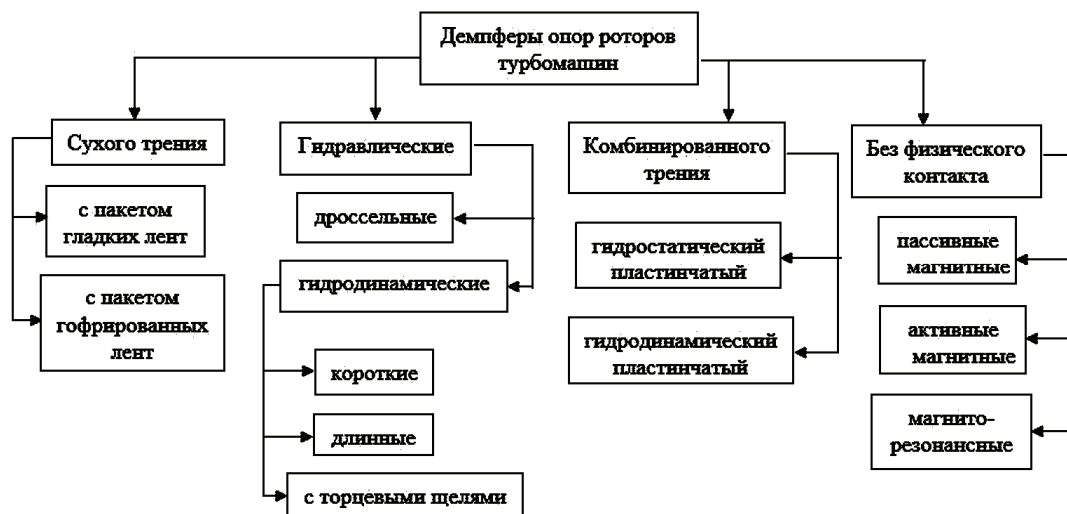 Демпферы опор роторов
турбомашин
Сухого трения
с пакетом
гладких лент
с пакетом
гофрированных
лент
Гидравлические
дроссельные
гидродинамические
короткие
длинные
с торцевыми щелями
Комбинированного
трения
гидростатический
пластинчатый
гидродинамический
пластинчатый
Без физического
контакта
пассивные
магнитные
активные
магнитные
магнито-
резонансные